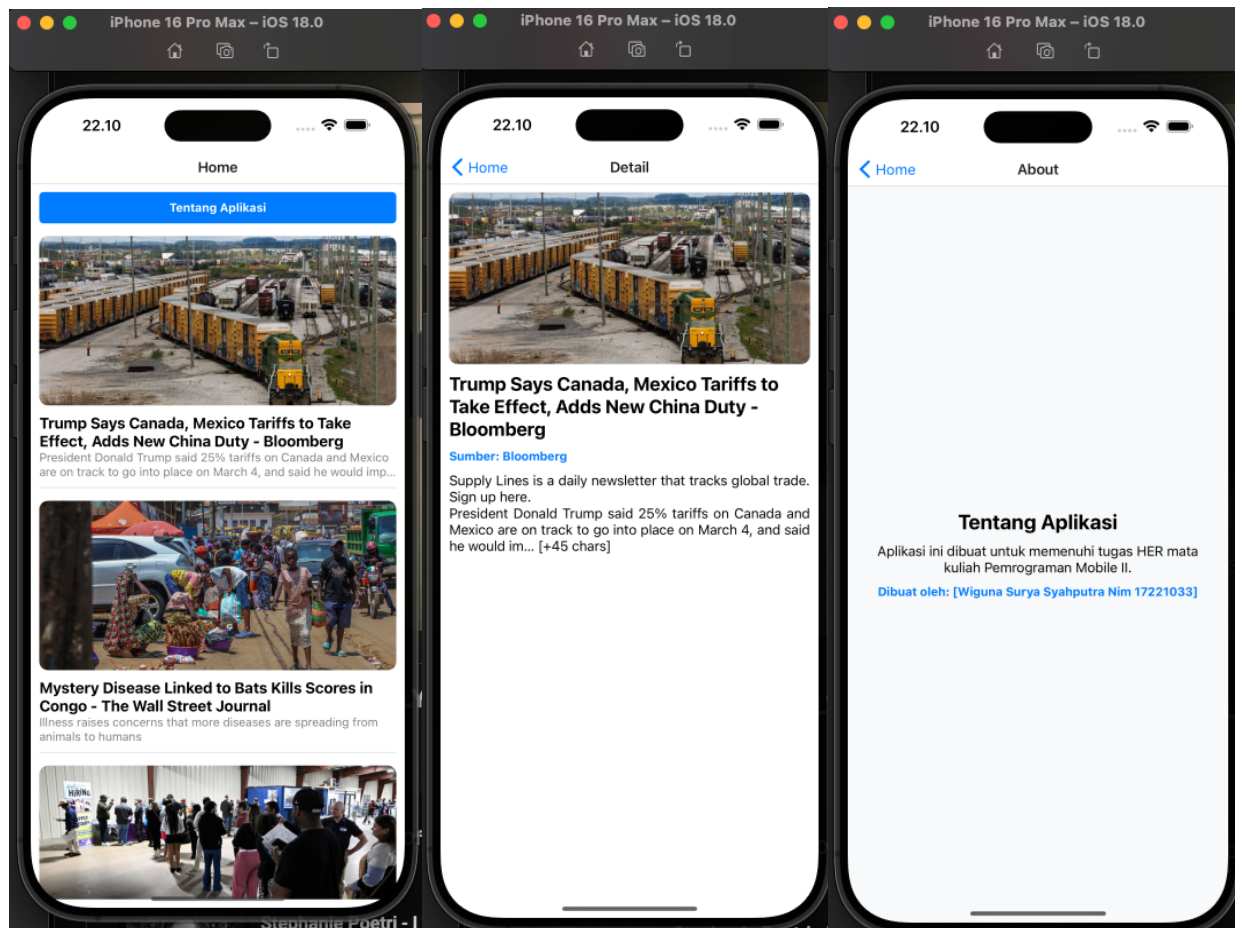 iPhone 16 Pro Max – iOS 18.0
22.10
Home
Tentang Aplikasi
Trump Says Canada, Mexico Tariffs to Take
Effect, Adds New China Duty - Bloomberg
President Donald Trump said 25% tariffs on Canada and Mexico
are on track to go into place on March 4, and said he would imp...
Mystery Disease Linked to Bats Kills Scores in
Congo - The Wall Street Journal
Illness raises concerns that more diseases are spreading from
animals to humans
HIRING
Stephanie Poetri - I
iPhone 16 Pro Max – iOS 18.0
22.10
Home
Detail
Trump Says Canada, Mexico Tariffs to
Take Effect, Adds New China Duty -
Bloomberg
Sumber: Bloomberg
Supply Lines is a daily newsletter that tracks global trade.
Sign up here.
President Donald Trump said 25% tariffs on Canada and
Mexico are on track to go into place on March 4, and said
he would im... [+45 chars]
iPhone 16 Pro Max – iOS 18.0
22.10
Home
About
Tentang Aplikasi
Aplikasi ini dibuat untuk memenuhi tugas HER mata
kuliah Pemrograman Mobile II.
Dibuat oleh: [Wiguna Surya Syahputra Nim 17221033]